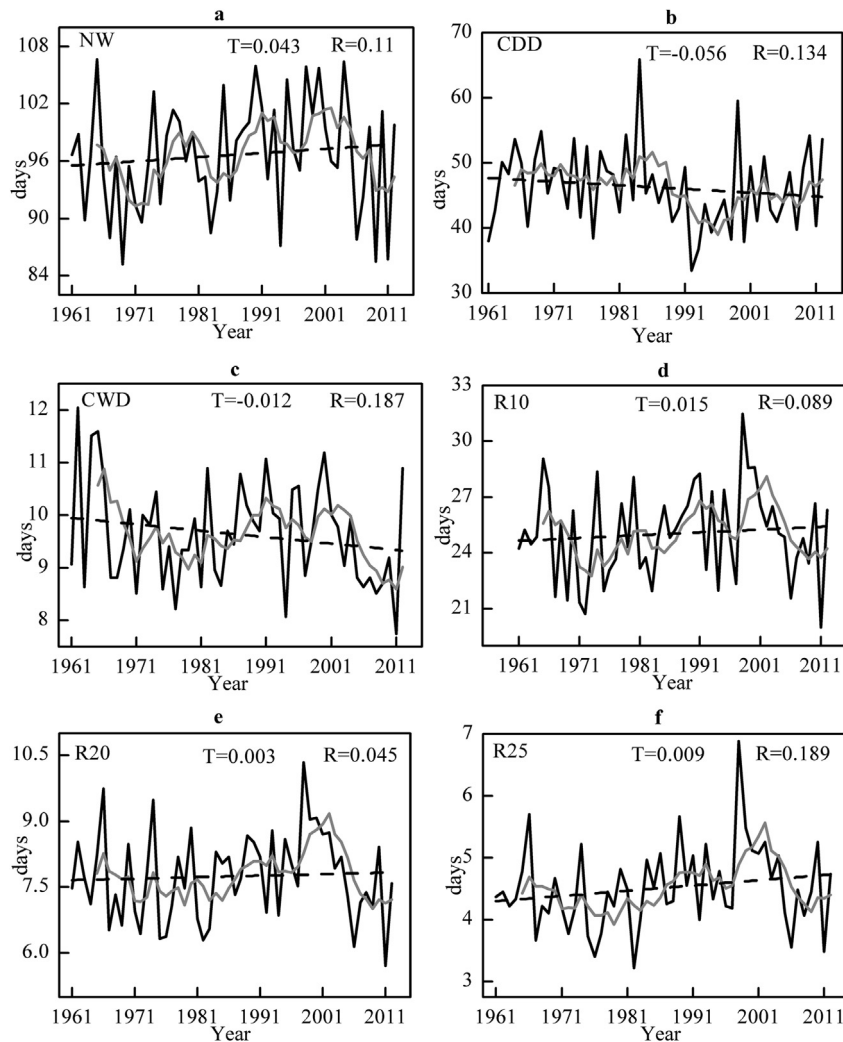 a
NW T=0.043 R=0.11
108
102
96
90
84
days
1961 1971 1981 1991 2001 2011
Year
b
CDD
T=-0.056 R=0.134
70
60
50
40
30
days
1961 1971 1981 1991 2001 2011
Year
c
CWD T=-0.012 R=0.187
12
11
10
9
8
days
1961 1971 1981 1991 2001 2011
Year
d
R10 T=0.015 R=0.089
33
30
27
24
21
days
1961 1971 1981 1991 2001 2011
Year
e
R20 T=0.003 R=0.045
10.5
9.0
7.5
6.0
days
1961 1971 1981 1991 2001 2011
Year
f
R25 T=0.009 R=0.189
7
6
5
4
3
days
1961 1971 1981 1991 2001 2011
Year